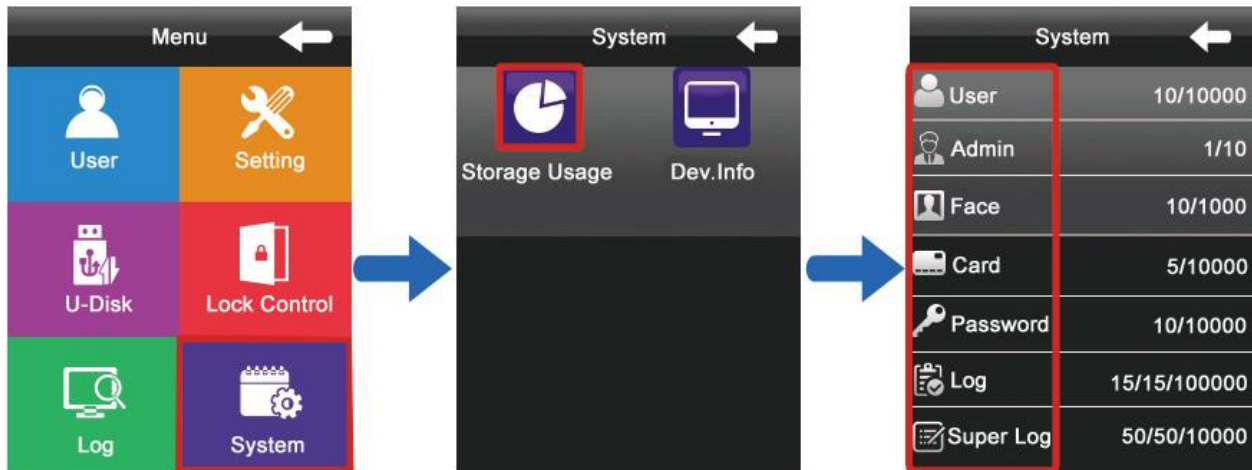 Menu
User
Setting
U-Disk
Lock Control
Log
System
System
Storage Usage
Dev.Info
System
User 10/10000
Admin 1/10
Face 10/1000
Card 5/10000
Password 10/10000
Log 15/15/100000
Super Log 50/50/10000